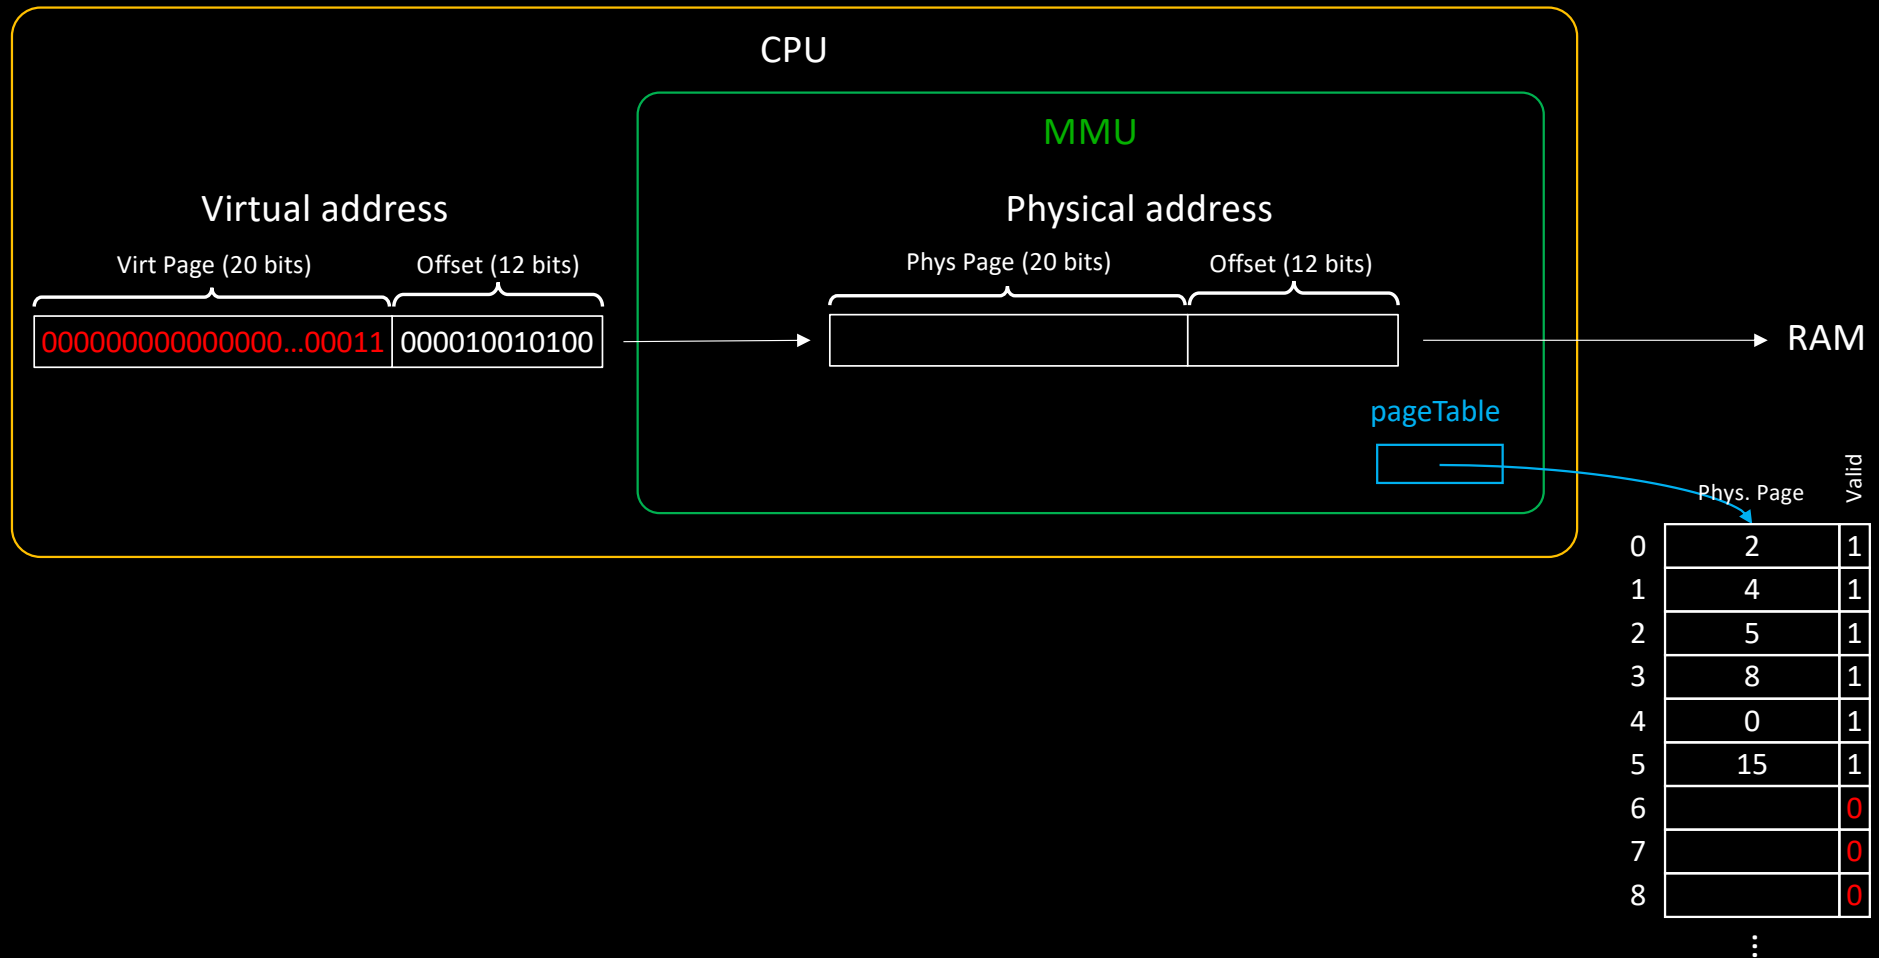 CPU
MMU
Virtual address
Physical address
Virt Page (20 bits)
Offset (12 bits)
Phys Page (20 bits)
Offset (12 bits)
000000000000000...00011
000010010100
RAM
pageTable
Phys. Page
Valid
0 2 1
1 4 1
2 5 1
3 8 1
4 0 1
5 15 1
6 0
7 0
8 0
...